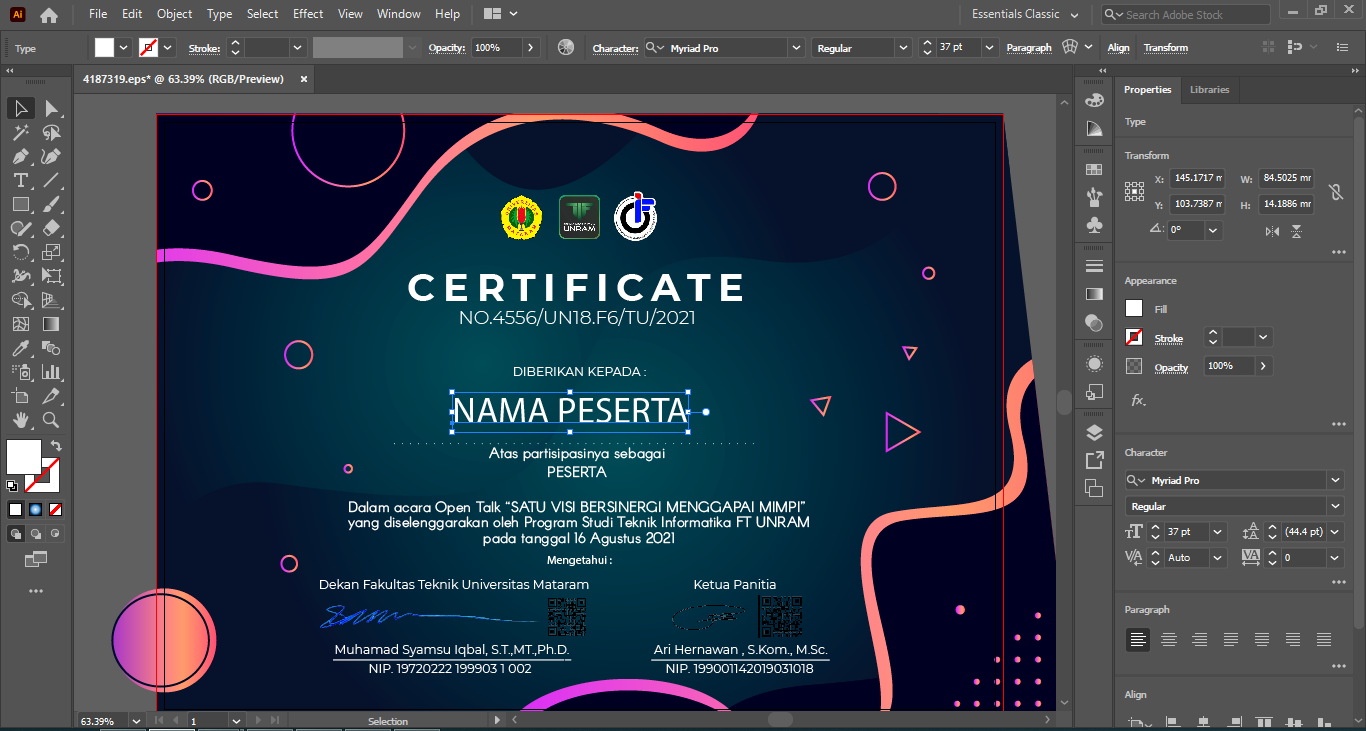 Ai File Edit Object Type Select Effect View Window Help Essentials Classic Search Adobe Stock
Type Stroke: Opacity: 100% Character: Myriad Pro Regular 37 pt Paragraph Align Transform
4187319.eps* @ 63.39% (RGB/Preview)
UNRAM
CERTIFICATE
NO.4556/UN18.F6/TU/2021
DIBERIKAN KEPADA :
NAMA PESERTA
Atas partisipasinya sebagai
PESERTA
Dalam acara Open Talk “SATU VISI BERSINERGI MENGGAPAI MIMPI”
yang diselenggarakan oleh Program Studi Teknik Informatika FT UNRAM
pada tanggal 16 Agustus 2021
Mengetahui :
Dekan Fakultas Teknik Universitas Mataram
Ketua Panitia
Muhamad Syamsu Iqbal, S.T.,MT.,Ph.D.
Ari Hernawan , S.Kom., M.Sc.
NIP. 19720222 199903 1 002
NIP. 199001142019031018
63.39% 1 Selection
Properties Libraries
Type
Transform
X: 145.1717 W: 84.5025 mm
Y: 103.7387 H: 14.1886 mm
0°
Appearance
Fill
Stroke
Opacity 100%
fx.
Character
Myriad Pro
Regular
37 pt (44.4 pt)
Auto 0
Paragraph
Align